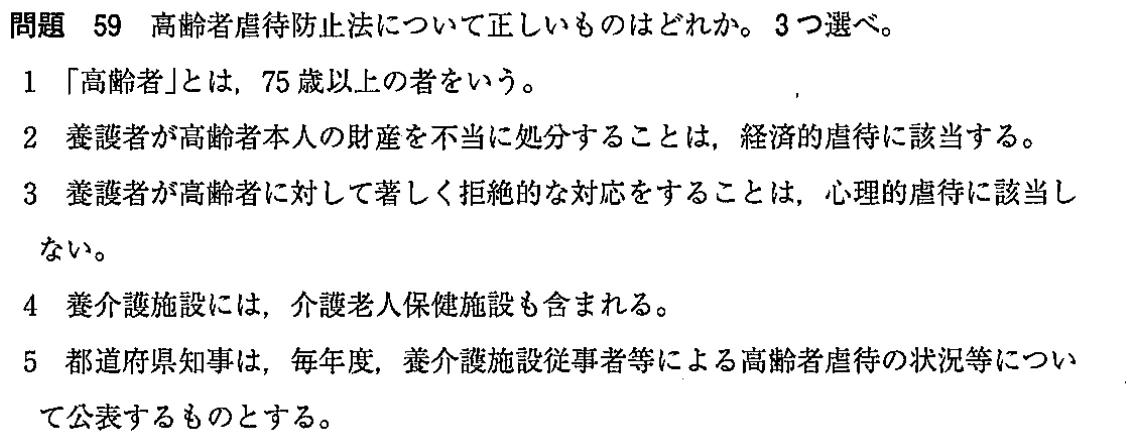 問題 59 高齢者虐待防止法について正しいものはどれか。3つ選べ。
1 「高齢者」とは,75歳以上の者をいう。
2 養護者が高齢者本人の財産を不当に処分することは,経済的虐待に該当する。
3 養護者が高齢者に対して著しく拒絶的な対応をすることは,心理的虐待に該当し
ない。
4 養介護施設には,介護老人保健施設も含まれる。
5 都道府県知事は,毎年度,養介護施設従事者等による高齢者虐待の状況等につい
て公表するものとする。